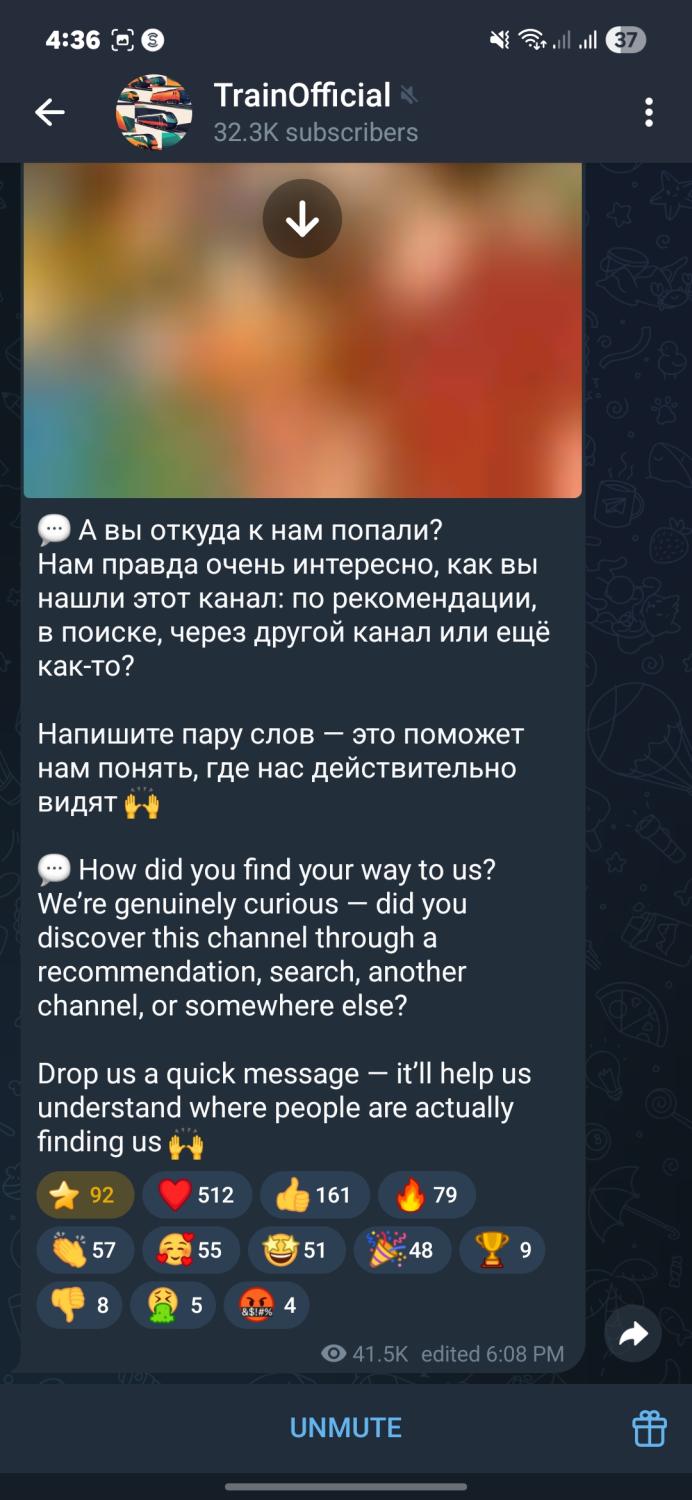 4:36
37
TrainOfficial
32.3K subscribers
А вы откуда к нам попали?
Нам правда очень интересно, как вы
нашли этот канал: по рекомендации,
в поиске, через другой канал или ещё
как-то?
Напишите пару слов — это поможет
нам понять, где нас действительно
видят
How did you find your way to us?
We’re genuinely curious — did you
discover this channel through a
recommendation, search, another
channel, or somewhere else?
Drop us a quick message — it’ll help us
understand where people are actually
finding us
92 512 161 79
57 55 51 48 9
8 5 &$!#% 4
41.5K edited 6:08 PM
UNMUTE